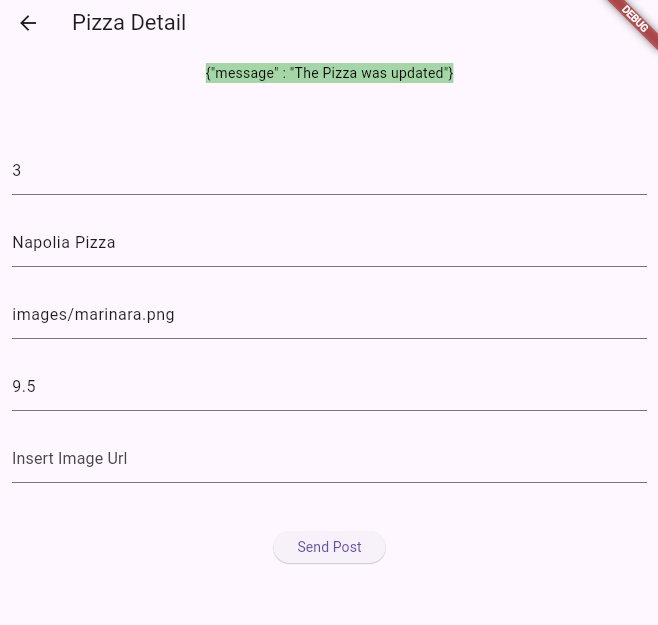 Pizza Detail
DEBUG
{"message" : "The Pizza was updated"}
3
Napolia Pizza
images/marinara.png
9.5
Insert Image Url
Send Post